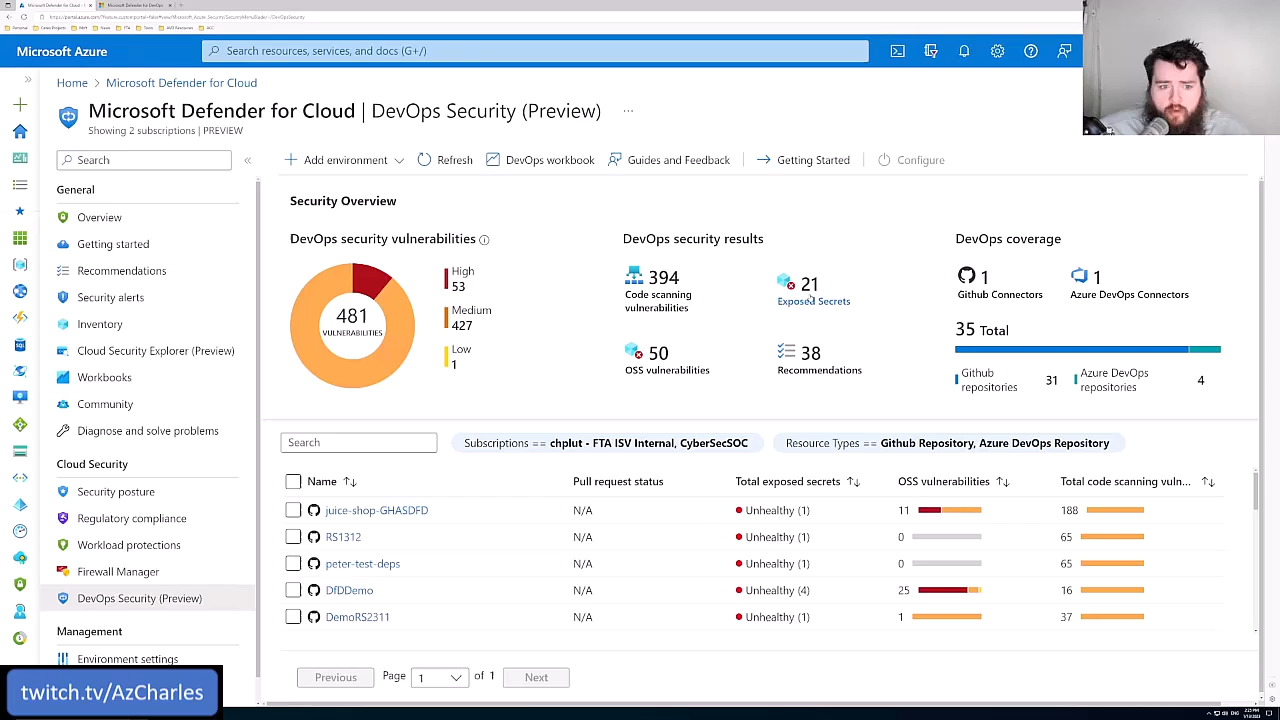 Microsoft Azure
Search resources, services, and docs (G+/)
Home > Microsoft Defender for Cloud
Microsoft Defender for Cloud | DevOps Security (Preview) ...
Showing 2 subscriptions | PREVIEW
Search
Add environment
Refresh
DevOps workbook
Guides and Feedback
Getting Started
Configure
General
Overview
Getting started
Recommendations
Security alerts
Inventory
Cloud Security Explorer (Preview)
Workbooks
Community
Diagnose and solve problems
Cloud Security
Security posture
Regulatory compliance
Workload protections
Firewall Manager
DevOps Security (Preview)
Management
Environment settings
Security Overview
DevOps security vulnerabilities
481
VULNERABILITIES
High
53
Medium
427
Low
1
DevOps security results
394
Code scanning
vulnerabilities
21
Exposed Secrets
50
OSS vulnerabilities
38
Recommendations
DevOps coverage
1
Github Connectors
1
Azure DevOps Connectors
35 Total
Github
repositories
31
Azure DevOps
repositories
4
Search
Subscriptions == chplut - FTA ISV Internal, CyberSecSOC
Resource Types == Github Repository, Azure DevOps Repository
Name Pull request status Total exposed secrets OSS vulnerabilities Total code scanning vuln...
juice-shop-GHASDFD N/A Unhealthy (1) 11 188
RS1312 N/A Unhealthy (1) 0 65
peter-test-deps N/A Unhealthy (1) 0 65
DfDDemo N/A Unhealthy (4) 25 16
DemoRS2311 N/A Unhealthy (1) 1 37
Previous Page 1 of 1 Next
twitch.tv/AzCharles